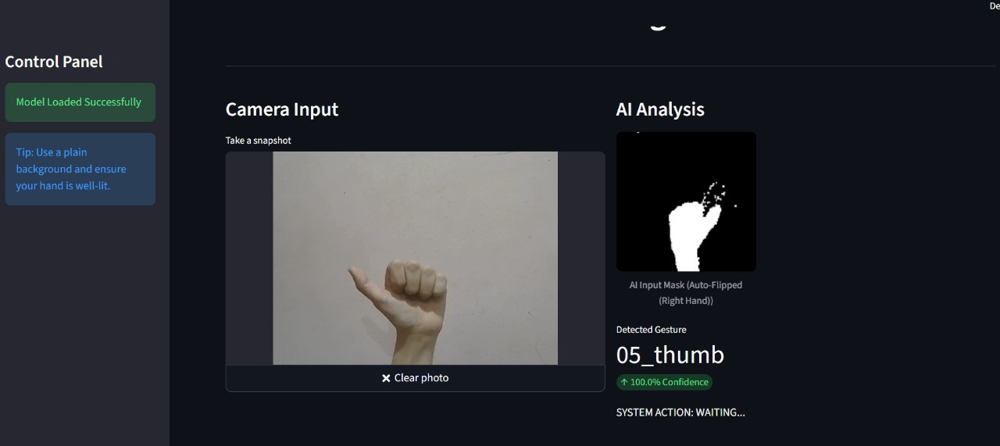 De
Control Panel
Model Loaded Successfully
Tip: Use a plain
background and ensure
your hand is well-lit.
Camera Input
Take a snapshot
Clear photo
AI Analysis
AI Input Mask (Auto-Flipped
(Right Hand))
Detected Gesture
05_thumb
↑ 100.0% Confidence
SYSTEM ACTION: WAITING...